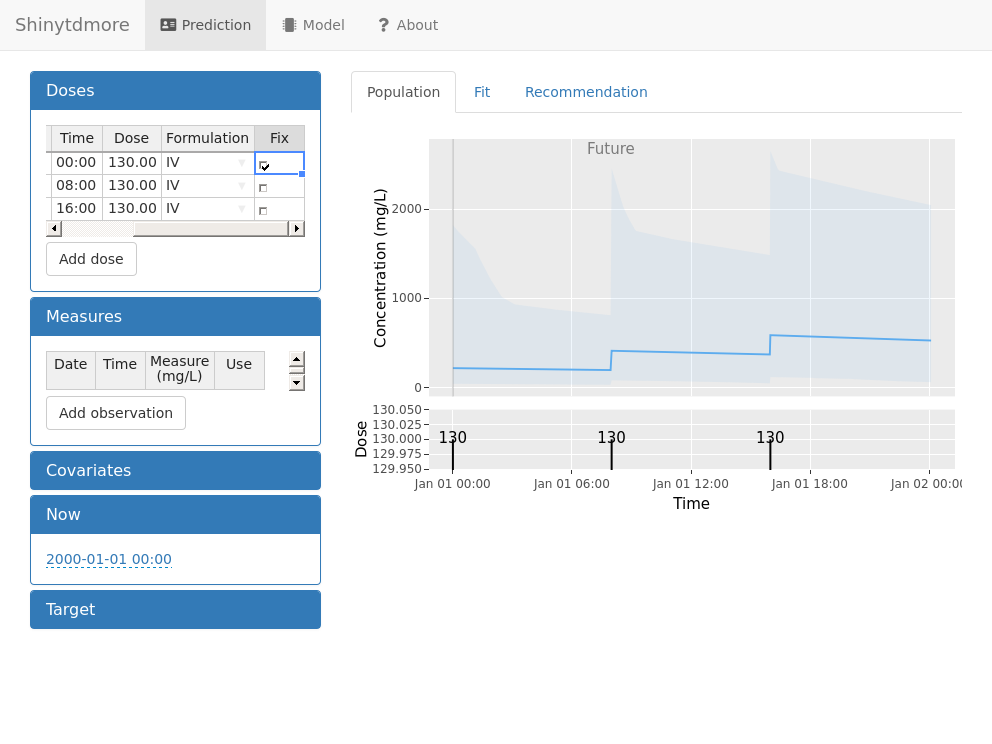 Shinytdmore Prediction Model ? About
Doses
Time Dose Formulation Fix
00:00 130.00 IV
08:00 130.00 IV
16:00 130.00 IV
Add dose
Measures
Date Time Measure (mg/L) Use
Add observation
Covariates
Now
2000-01-01 00:00
Target
Population Fit Recommendation
Future
Concentration (mg/L)
2000
1000
0
Dose
130.050
130.025
130.000
129.975
129.950
130 130 130
Jan 01 00:00 Jan 01 06:00 Jan 01 12:00 Jan 01 18:00 Jan 02 00:0
Time